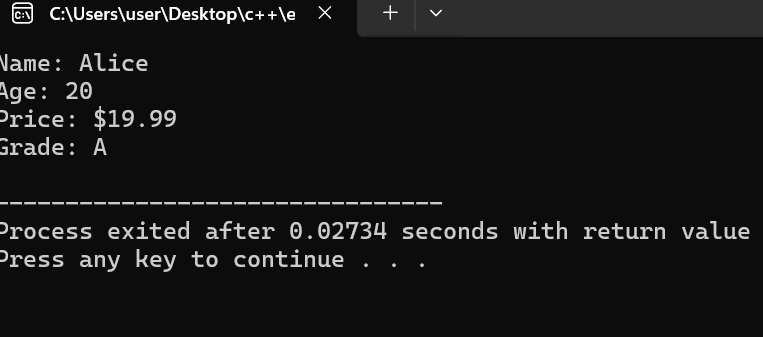 C:\Users\user\Desktop\c++\e
Name: Alice
Age: 20
Price: $19.99
Grade: A
--------------------------------
Process exited after 0.02734 seconds with return value
Press any key to continue . . .